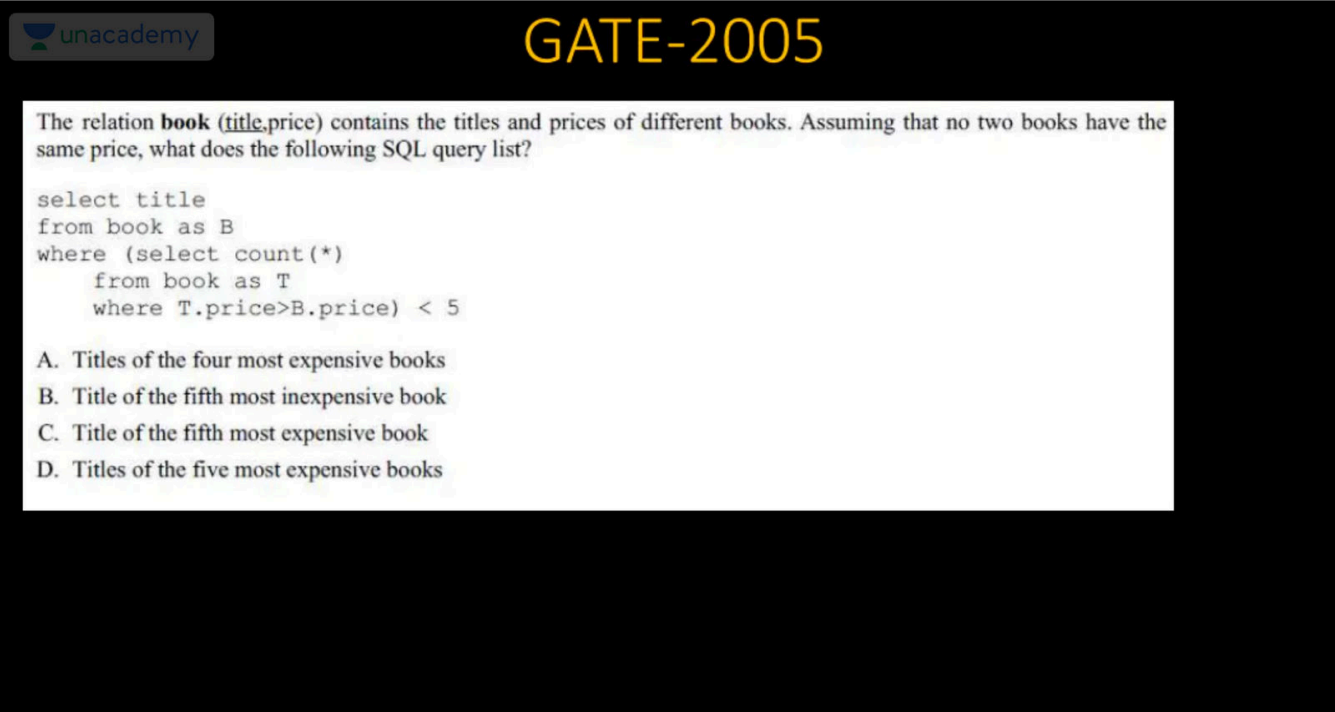 unacademy
GATE-2005
The relation book (title,price) contains the titles and prices of different books. Assuming that no two books have the
same price, what does the following SQL query list?
select title
from book as B
where (select count(*)
from book as T
where T.price>B.price) < 5
A. Titles of the four most expensive books
B. Title of the fifth most inexpensive book
C. Title of the fifth most expensive book
D. Titles of the five most expensive books